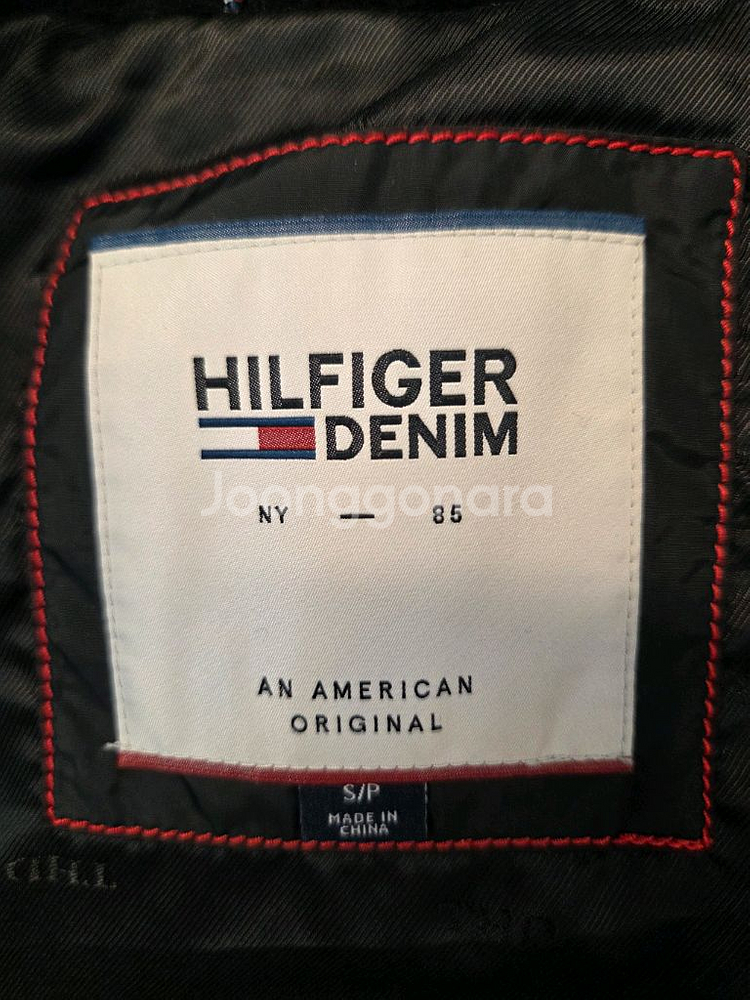 HILFIGER
DENIM
Joonggonara
NY — 85
AN AMERICAN
ORIGINAL
S/P
MADE IN
CHINA